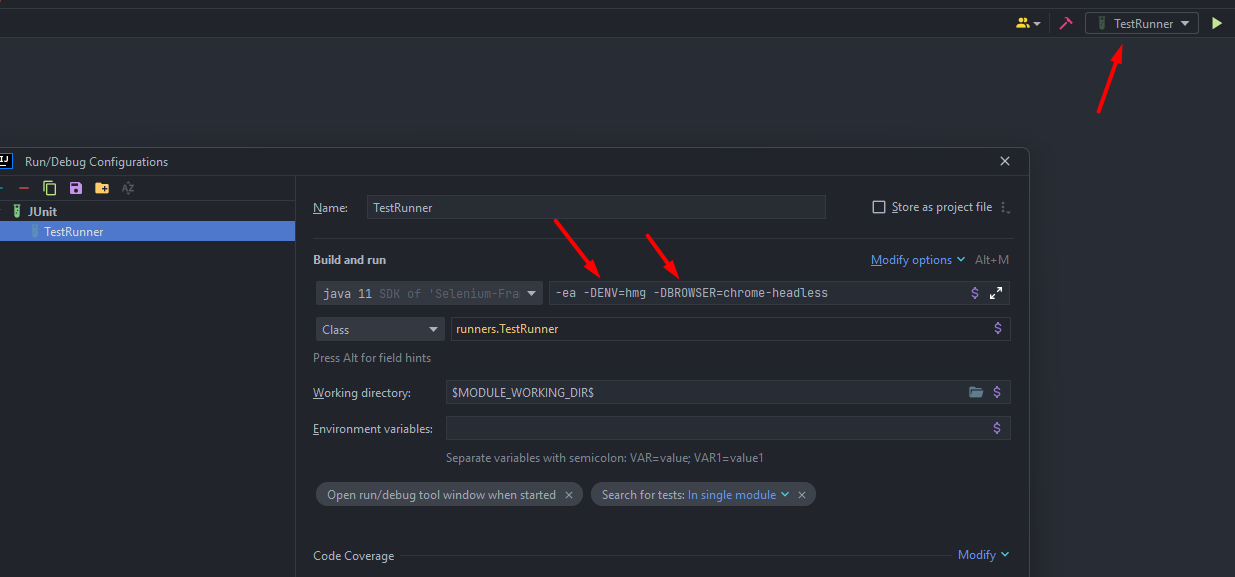 TestRunner
IJ
Run/Debug Configurations
JUnit
TestRunner
Name: TestRunner
Store as project file
Build and run
Modify options Alt+M
java 11 SDK of 'Selenium-Fra
-ea -DENV=hmg -DBROWSER=chrome-headless
Class
runners.TestRunner
Press Alt for field hints
Working directory: $MODULE_WORKING_DIR$
Environment variables:
Separate variables with semicolon: VAR=value; VAR1=value1
Open run/debug tool window when started ×
Search for tests: In single module ×
Code Coverage
Modify